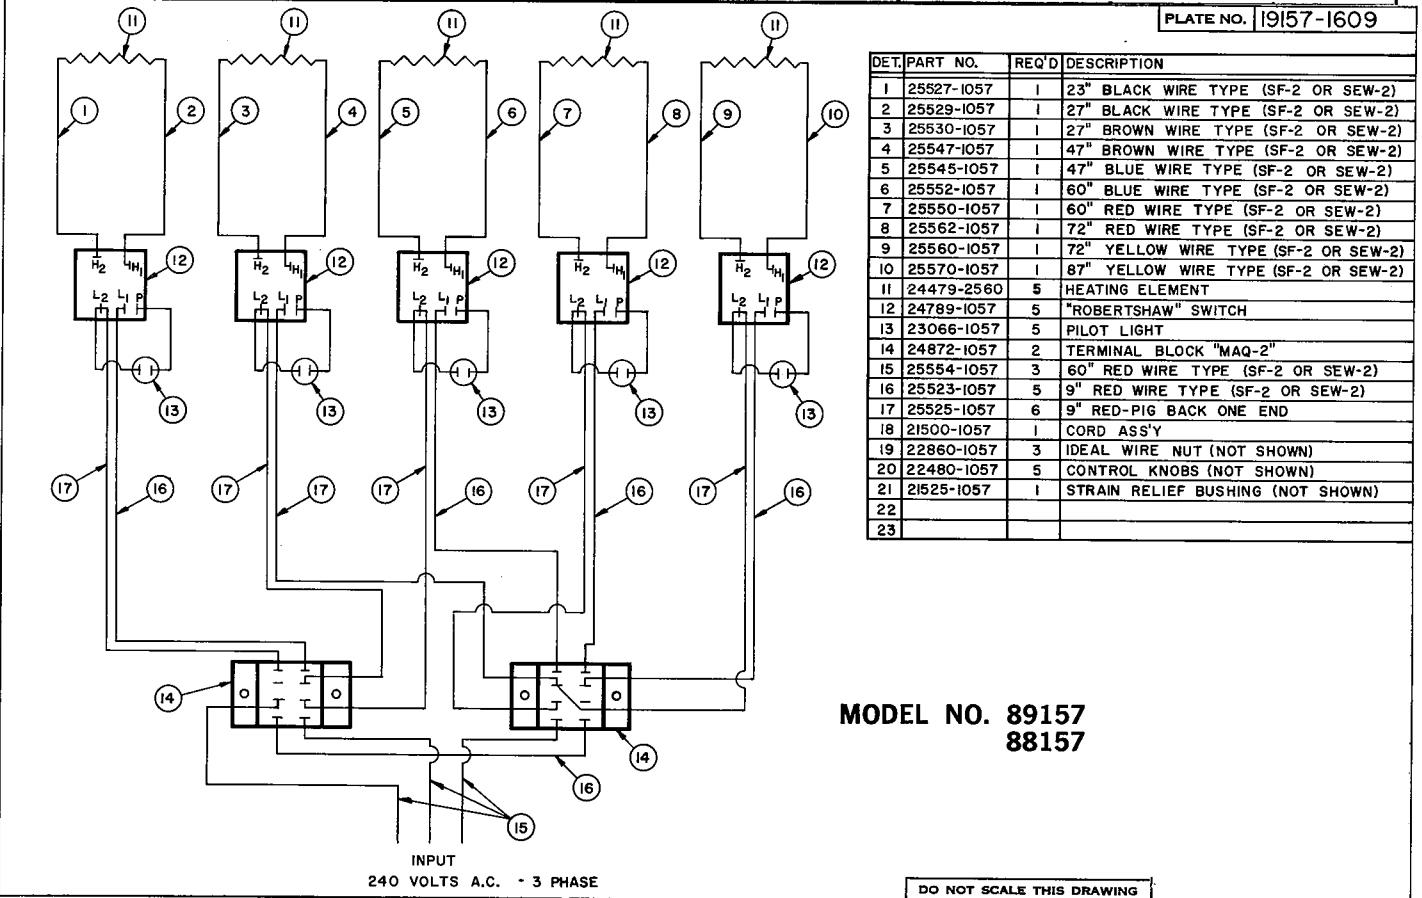 PLATE NO. 19157-1609
11 11 11 11 11
1 2 3 4 5 6 7 8 9 10
H2 H1 12 H2 H1 12 H2 H1 12 H2 H1 12 H2 H1 12
L2 L1 P L2 L1 P L2 L1 P L2 L1 P L2 L1 P
13 13 13 13 13
17 16 17 17 17 16 17 16 17 16
14 14
16
15
INPUT
240 VOLTS A.C. - 3 PHASE
DET. PART NO. REQ'D DESCRIPTION
1 25527-1057 1 23" BLACK WIRE TYPE (SF-2 OR SEW-2)
2 25529-1057 1 27" BLACK WIRE TYPE (SF-2 OR SEW-2)
3 25530-1057 1 27" BROWN WIRE TYPE (SF-2 OR SEW-2)
4 25547-1057 1 47" BROWN WIRE TYPE (SF-2 OR SEW-2)
5 25545-1057 1 47" BLUE WIRE TYPE (SF-2 OR SEW-2)
6 25552-1057 1 60" BLUE WIRE TYPE (SF-2 OR SEW-2)
7 25550-1057 1 60" RED WIRE TYPE (SF-2 OR SEW-2)
8 25562-1057 1 72" RED WIRE TYPE (SF-2 OR SEW-2)
9 25560-1057 1 72" YELLOW WIRE TYPE (SF-2 OR SEW-2)
10 25570-1057 1 87" YELLOW WIRE TYPE (SF-2 OR SEW-2)
11 24479-2560 5 HEATING ELEMENT
12 24789-1057 5 "ROBERTSHAW" SWITCH
13 23066-1057 5 PILOT LIGHT
14 24872-1057 2 TERMINAL BLOCK "MAQ-2"
15 25554-1057 3 60" RED WIRE TYPE (SF-2 OR SEW-2)
16 25523-1057 5 9" RED WIRE TYPE (SF-2 OR SEW-2)
17 25525-1057 6 9" RED-PIG BACK ONE END
18 21500-1057 1 CORD ASS'Y
19 22860-1057 3 IDEAL WIRE NUT (NOT SHOWN)
20 22480-1057 5 CONTROL KNOBS (NOT SHOWN)
21 21525-1057 1 STRAIN RELIEF BUSHING (NOT SHOWN)
22
23
MODEL NO. 89157
88157
DO NOT SCALE THIS DRAWING